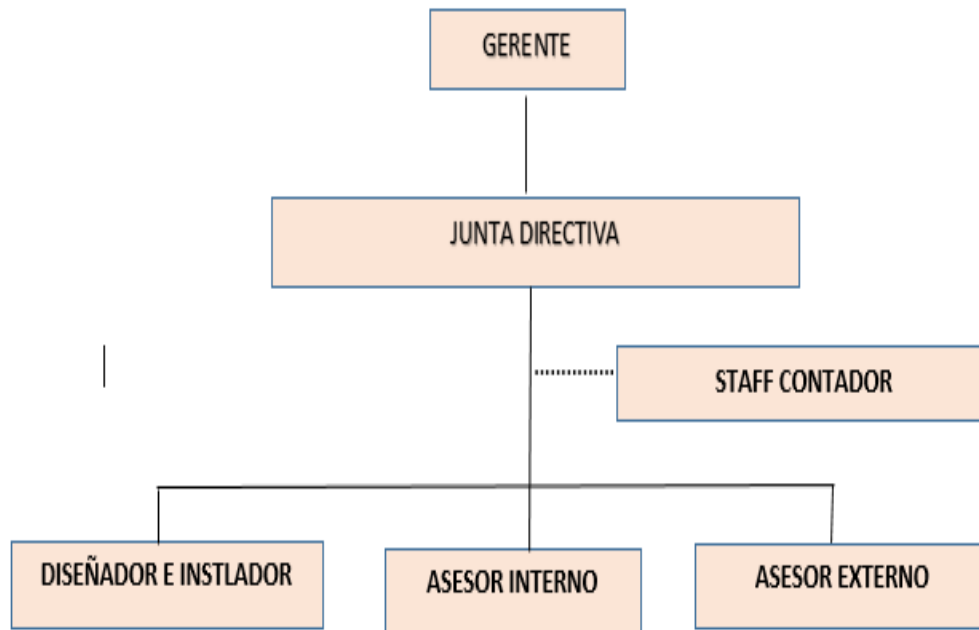 GERENTE
JUNTA DIRECTIVA
STAFF CONTADOR
DISEÑADOR E INSTLADOR
ASESOR INTERNO
ASESOR EXTERNO